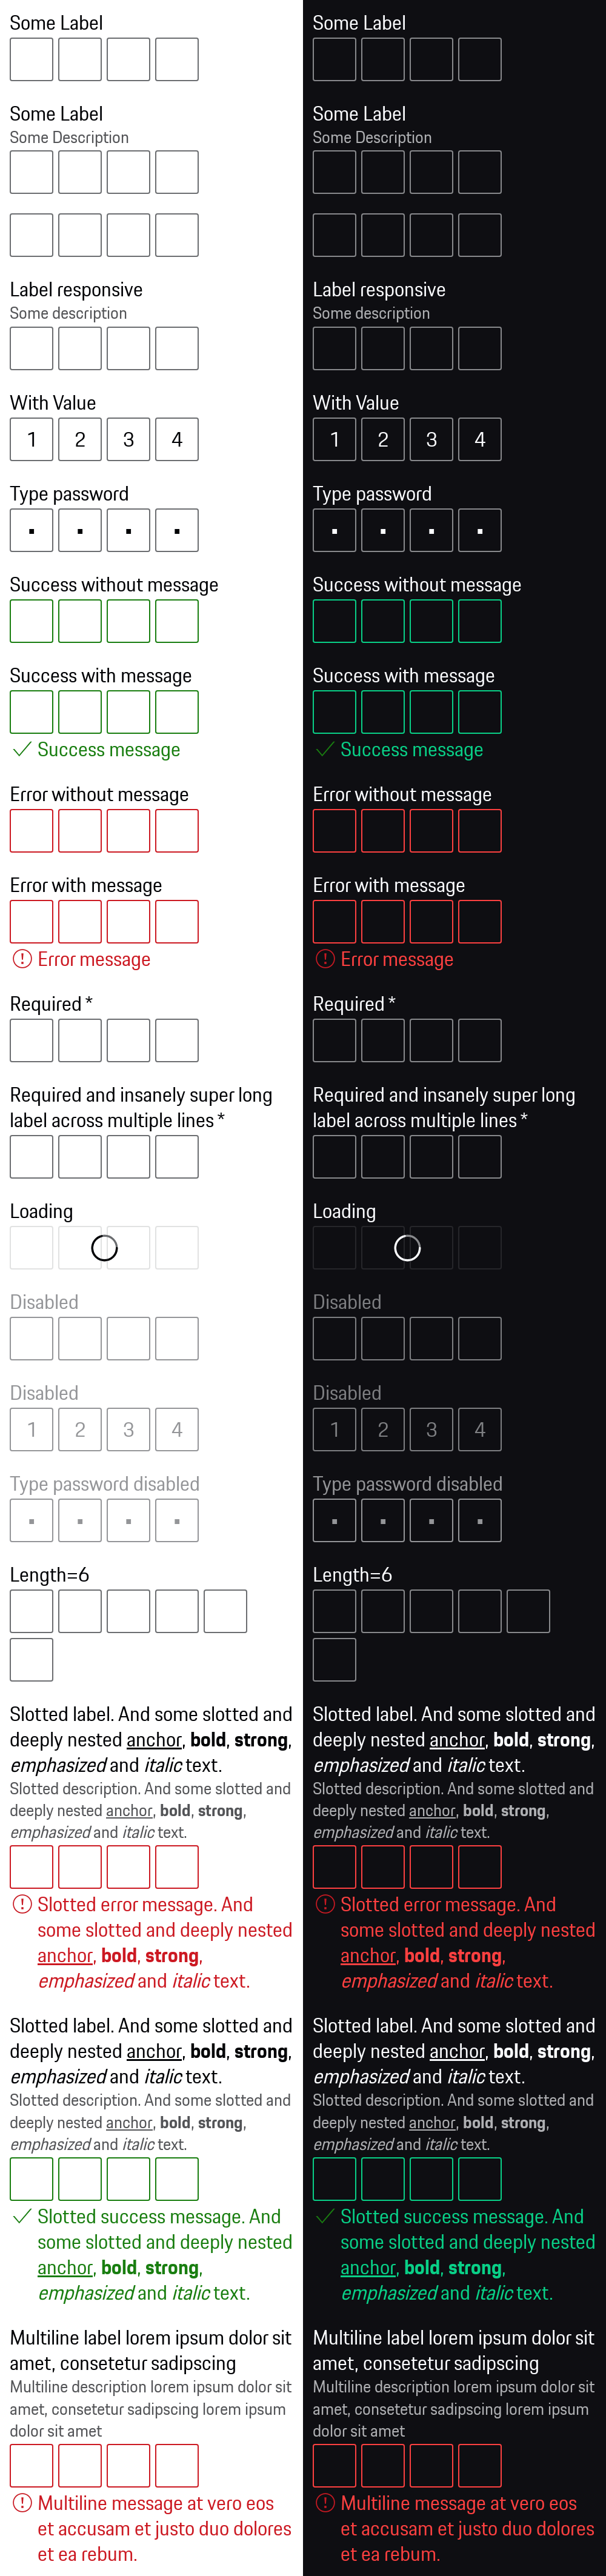 Some Label
Some Label
Some Description
Label responsive
Some description
With Value
1 2 3 4
Type password
Success without message
Success with message
Success message
Error without message
Error with message
Error message
Required *
Required and insanely super long
label across multiple lines *
Loading
Disabled
Disabled
1 2 3 4
Type password disabled
Length=6
Slotted label. And some slotted and
deeply nested anchor, bold, strong,
emphasized and italic text.
Slotted description. And some slotted and
deeply nested anchor, bold, strong,
emphasized and italic text.
Slotted error message. And
some slotted and deeply nested
anchor, bold, strong,
emphasized and italic text.
Slotted label. And some slotted and
deeply nested anchor, bold, strong,
emphasized and italic text.
Slotted description. And some slotted and
deeply nested anchor, bold, strong,
emphasized and italic text.
Slotted success message. And
some slotted and deeply nested
anchor, bold, strong,
emphasized and italic text.
Multiline label lorem ipsum dolor sit
amet, consetetur sadipscing
Multiline description lorem ipsum dolor sit
amet, consetetur sadipscing lorem ipsum
dolor sit amet
Multiline message at vero eos
et accusam et justo duo dolores
et ea rebum.
Some Label
Some Label
Some Description
Label responsive
Some description
With Value
1 2 3 4
Type password
Success without message
Success with message
Success message
Error without message
Error with message
Error message
Required *
Required and insanely super long
label across multiple lines *
Loading
Disabled
Disabled
1 2 3 4
Type password disabled
Length=6
Slotted label. And some slotted and
deeply nested anchor, bold, strong,
emphasized and italic text.
Slotted description. And some slotted and
deeply nested anchor, bold, strong,
emphasized and italic text.
Slotted error message. And
some slotted and deeply nested
anchor, bold, strong,
emphasized and italic text.
Slotted label. And some slotted and
deeply nested anchor, bold, strong,
emphasized and italic text.
Slotted description. And some slotted and
deeply nested anchor, bold, strong,
emphasized and italic text.
Slotted success message. And
some slotted and deeply nested
anchor, bold, strong,
emphasized and italic text.
Multiline label lorem ipsum dolor sit
amet, consetetur sadipscing
Multiline description lorem ipsum dolor sit
amet, consetetur sadipscing lorem ipsum
dolor sit amet
Multiline message at vero eos
et accusam et justo duo dolores
et ea rebum.